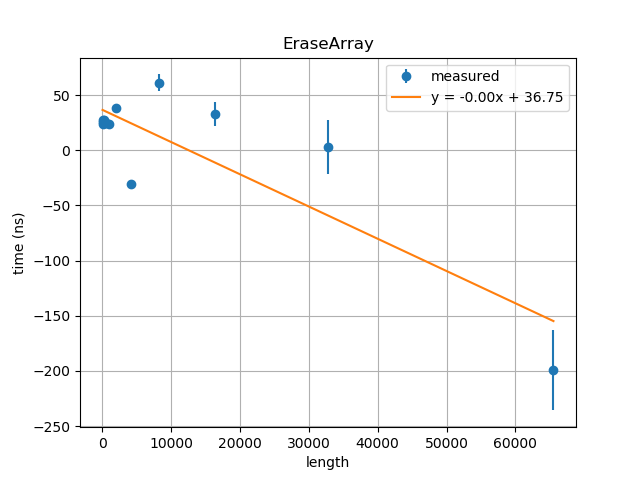 EraseArray
measured
y = -0.00x + 36.75
time (ns)
50
0
−50
−100
−150
−200
−250
0
10000
20000
30000
40000
50000
60000
length